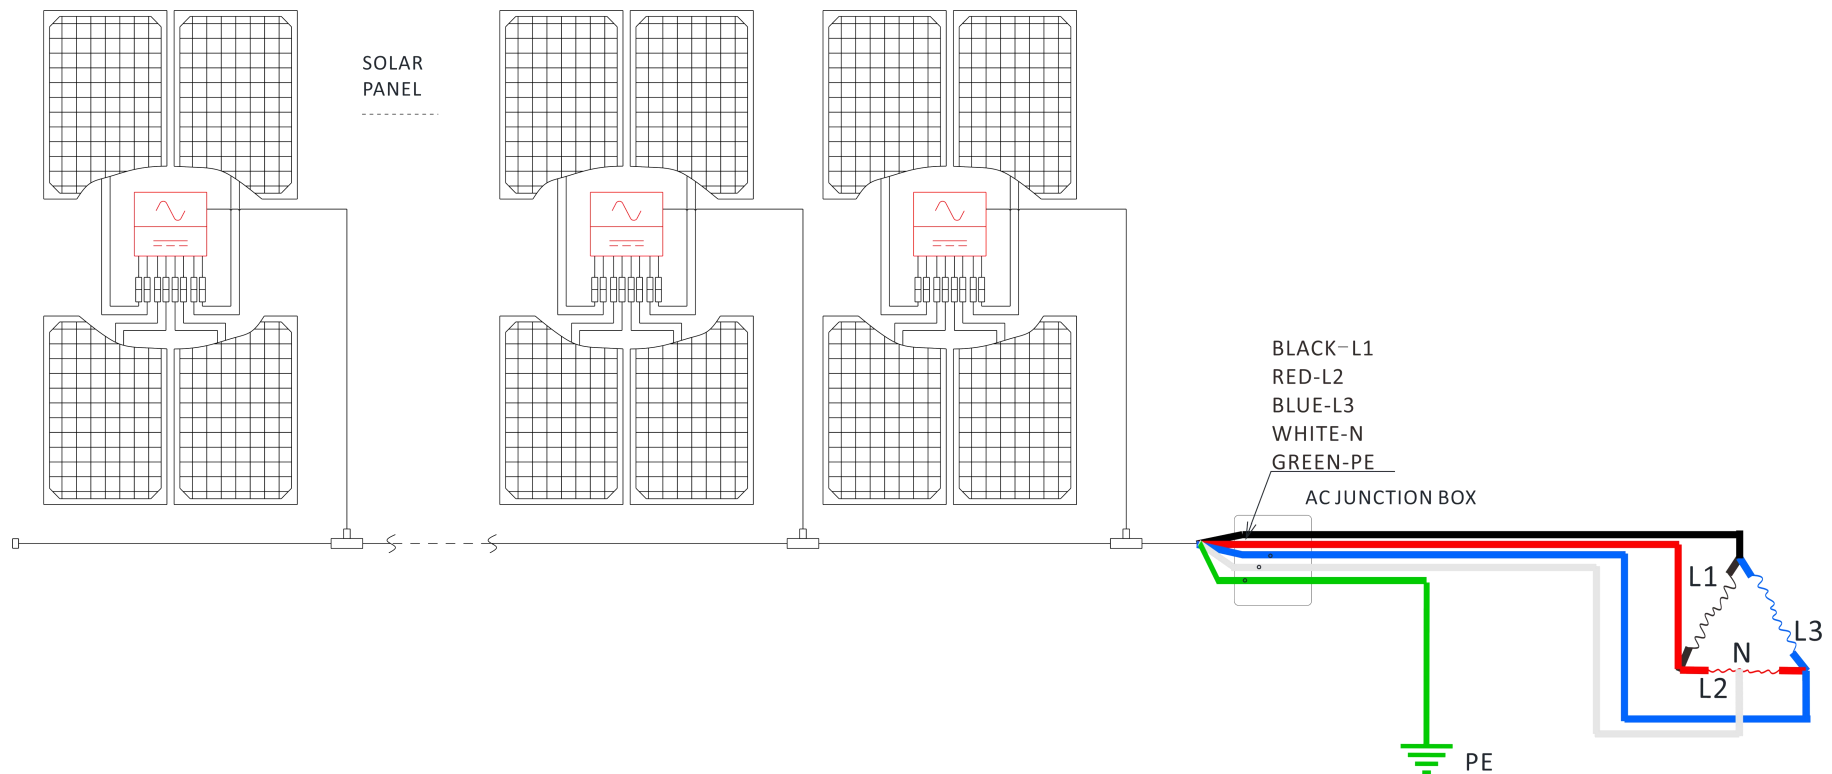 SOLAR
PANEL
BLACK-L1
RED-L2
BLUE-L3
WHITE-N
GREEN-PE
AC JUNCTION BOX
L1
L3
N
L2
PE